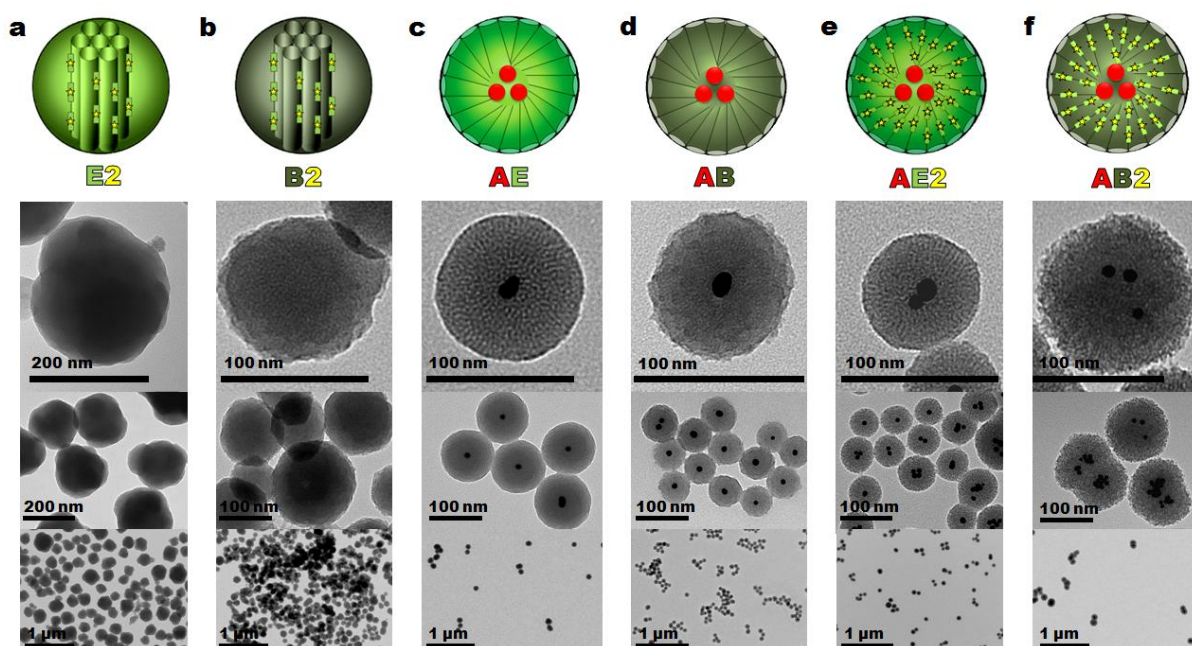 a b c d e f
E2 B2 AE AB AE2 AB2
200 nm 100 nm 100 nm 100 nm 100 nm 100 nm
200 nm 100 nm 100 nm 100 nm 100 nm 100 nm
1 µm 1 µm 1 µm 1 µm 1 µm 1 µm